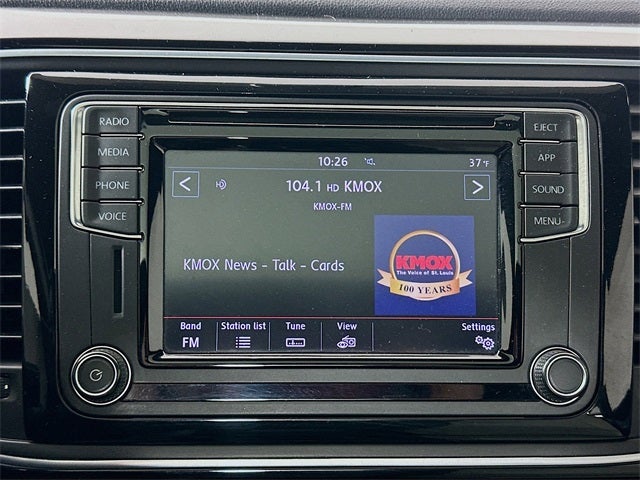 RADIO
MEDIA
PHONE
VOICE
EJECT
APP
SOUND
MENU
10:26
37 °F
104.1 HD KMOX
KMOX-FM
KMOX News - Talk - Cards
KMOX
The Voice of St. Louis
100 YEARS
Band
FM
Station list
Tune
View
Settings